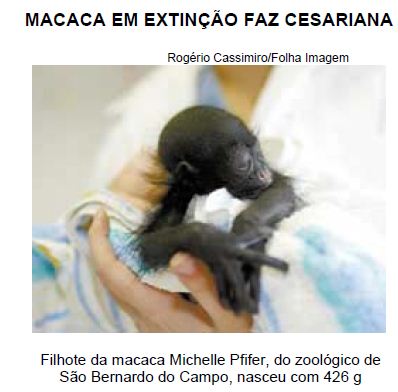 MACACA EM EXTINÇÃO FAZ CESARIANA
Rogério Cassimiro/Folha Imagem
Filhote da macaca Michelle Pfifer, do zoológico de
São Bernardo do Campo, nasceu com 426 g